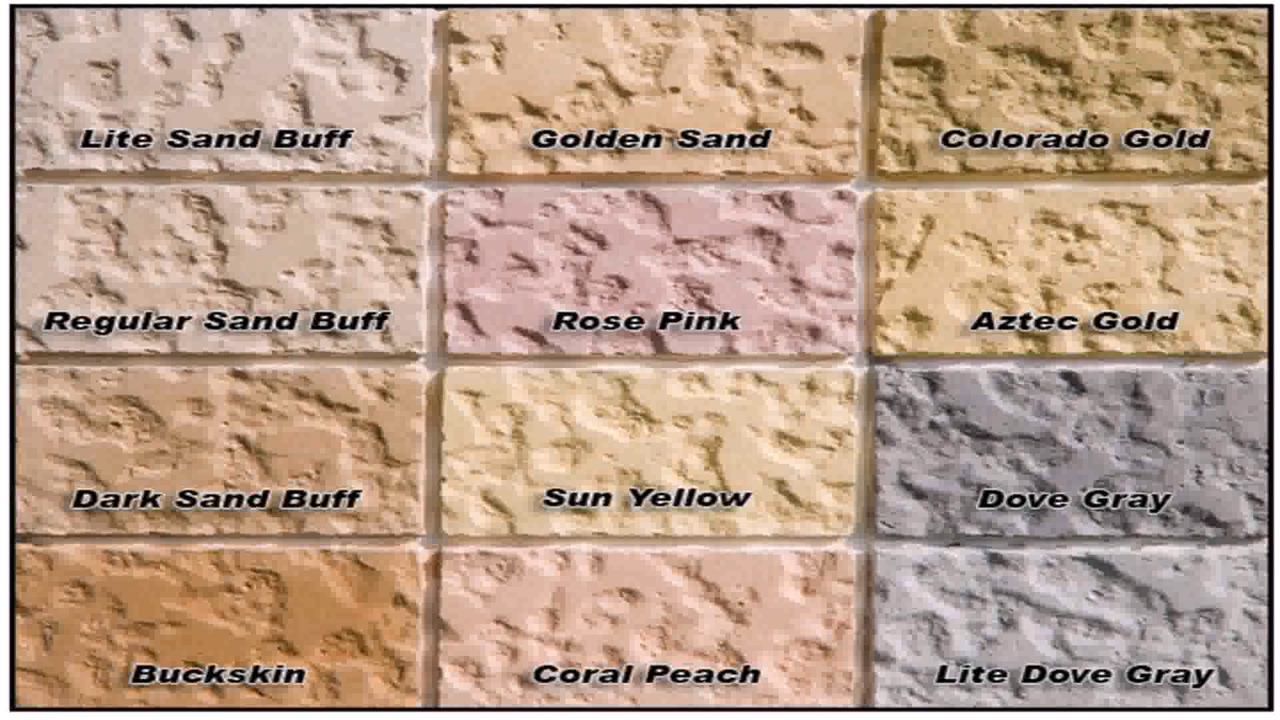 Lite Sand Buff
Golden Sand
Colorado Gold
Regular Sand Buff
Rose Pink
Aztec Gold
Dark Sand Buff
Sun Yellow
Dove Gray
Buckskin
Coral Peach
Lite Dove Gray